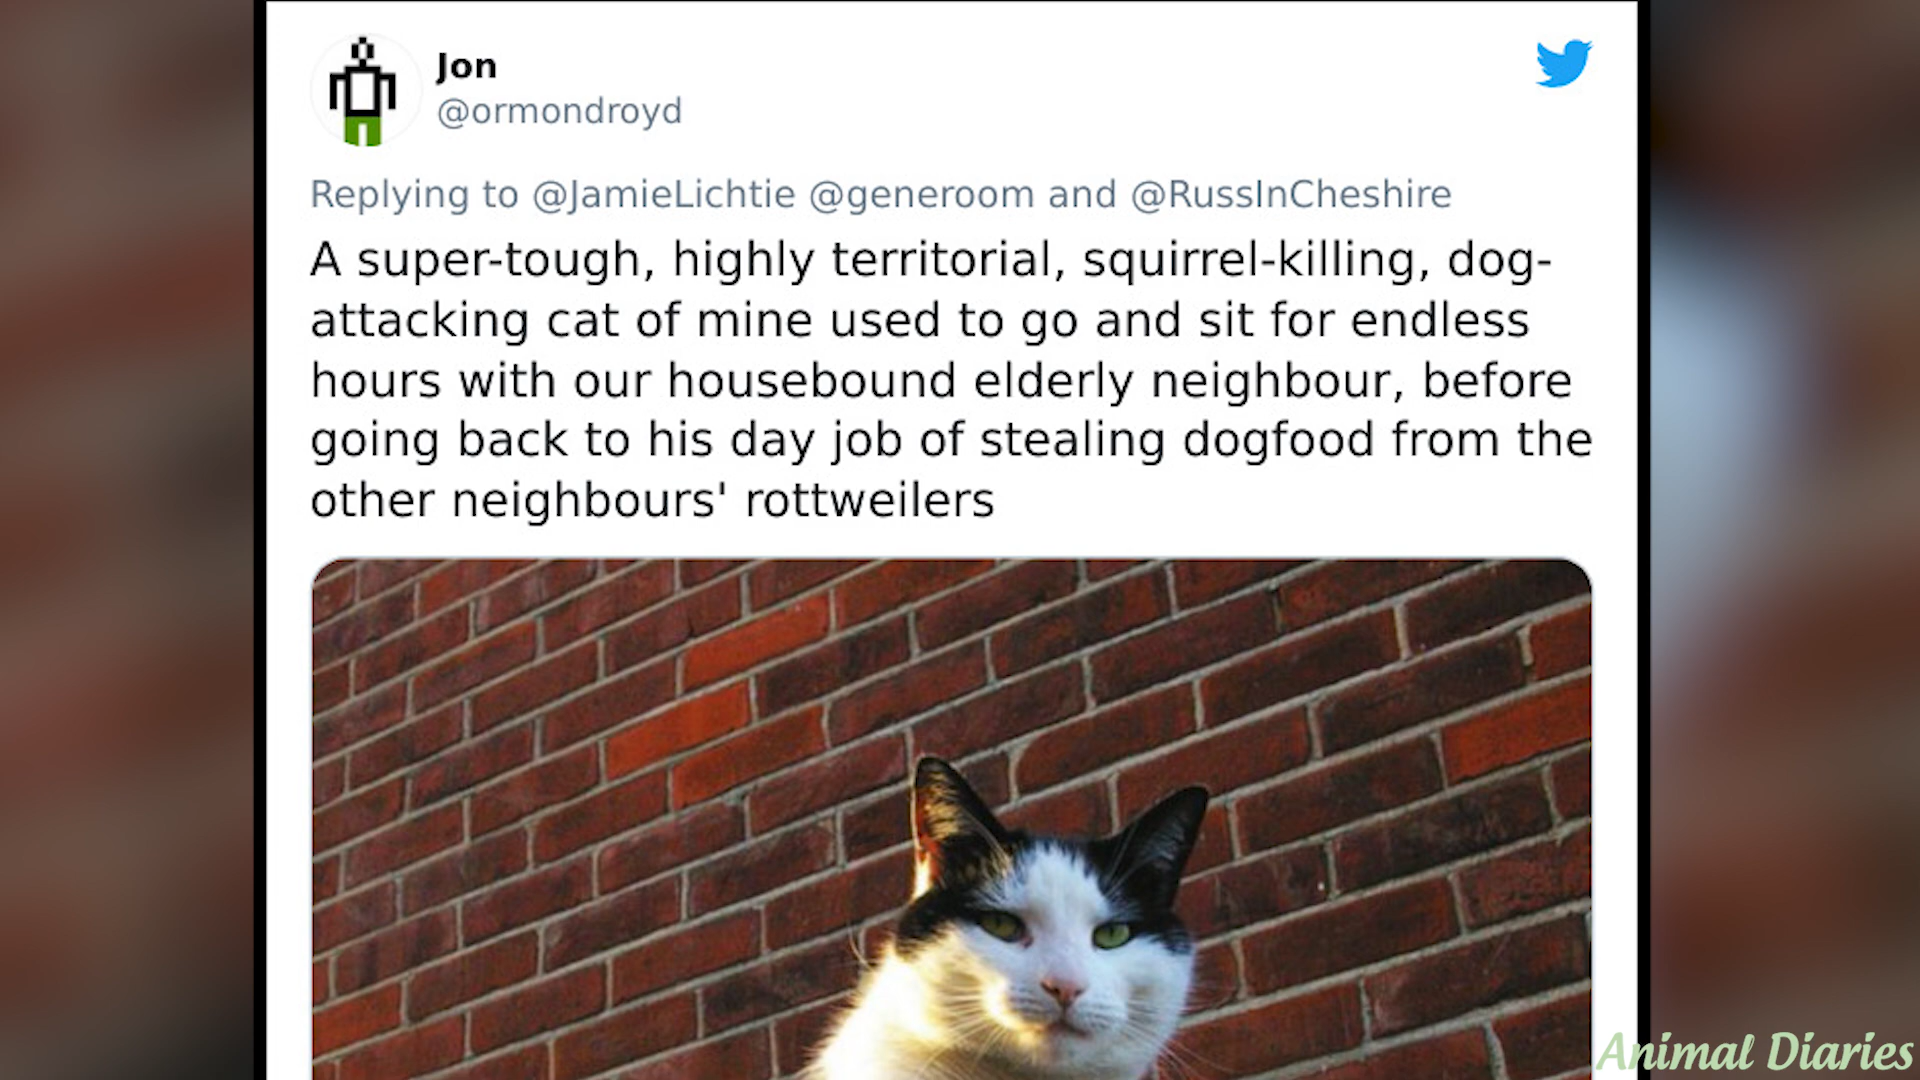 Jon
@ormondroyd
Replying to @JamieLichtie @generoom and @RussInCheshire
A super-tough, highly territorial, squirrel-killing, dog-
attacking cat of mine used to go and sit for endless
hours with our housebound elderly neighbour, before
going back to his day job of stealing dogfood from the
other neighbours' rottweilers
Animal Diaries